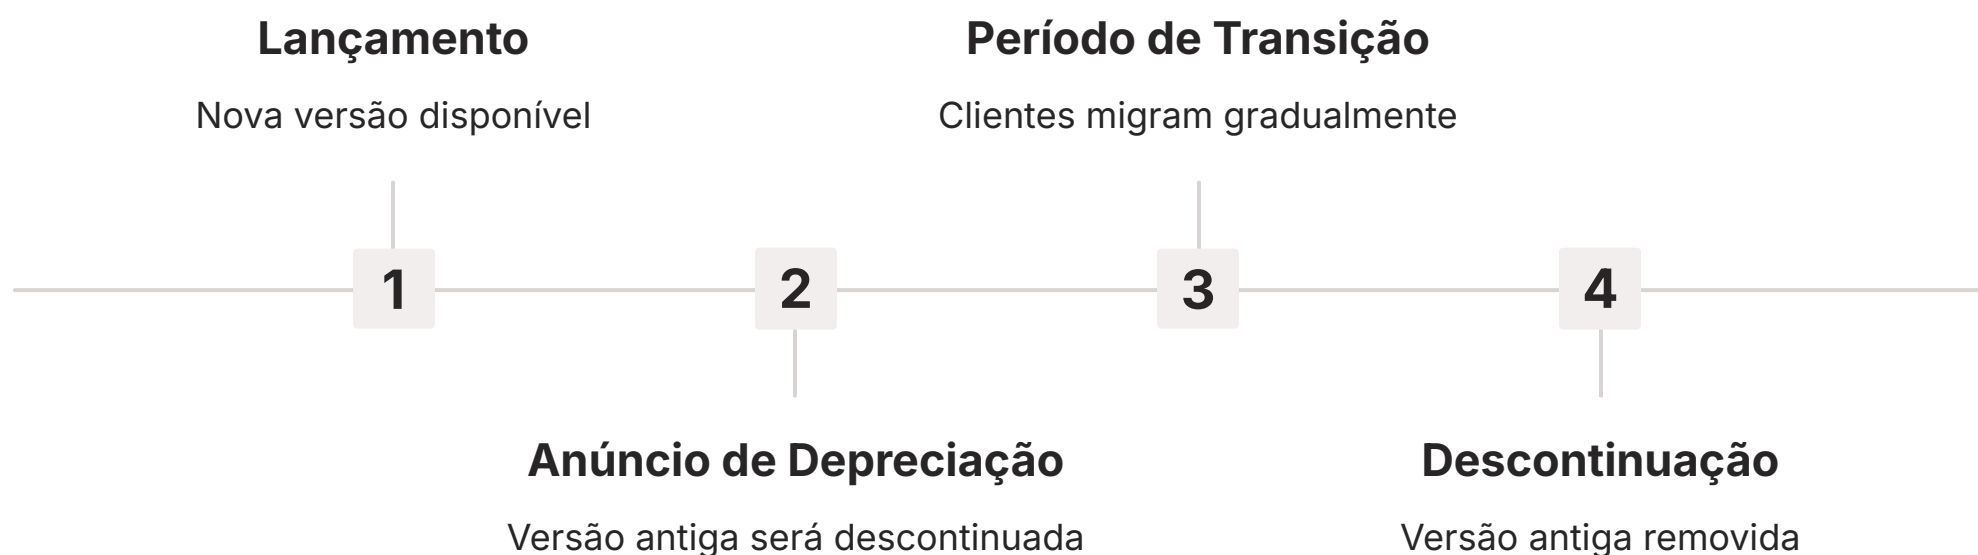 Lançamento
Nova versão disponível
Período de Transição
Clientes migram gradualmente
1
2
3
4
Anúncio de Depreciação
Versão antiga será descontinuada
Descontinuação
Versão antiga removida